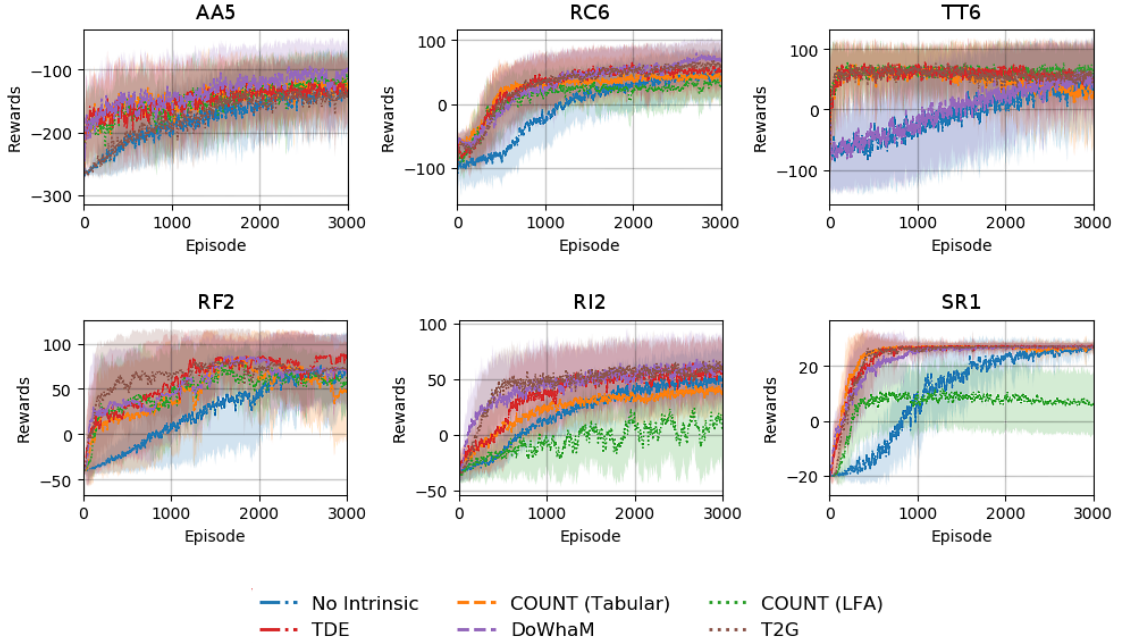 AA5
RC6
TT6
−100
−200
−300
Rewards
0
1000
2000
3000
Episode
100
0
−100
Rewards
0
1000
2000
3000
Episode
100
0
−100
Rewards
0
1000
2000
3000
Episode
RF2
RI2
SR1
100
50
0
−50
Rewards
0
1000
2000
3000
Episode
100
50
0
−50
Rewards
0
1000
2000
3000
Episode
20
0
−20
Rewards
0
1000
2000
3000
Episode
No Intrinsic
COUNT (Tabular)
COUNT (LFA)
TDE
DoWhaM
T2G